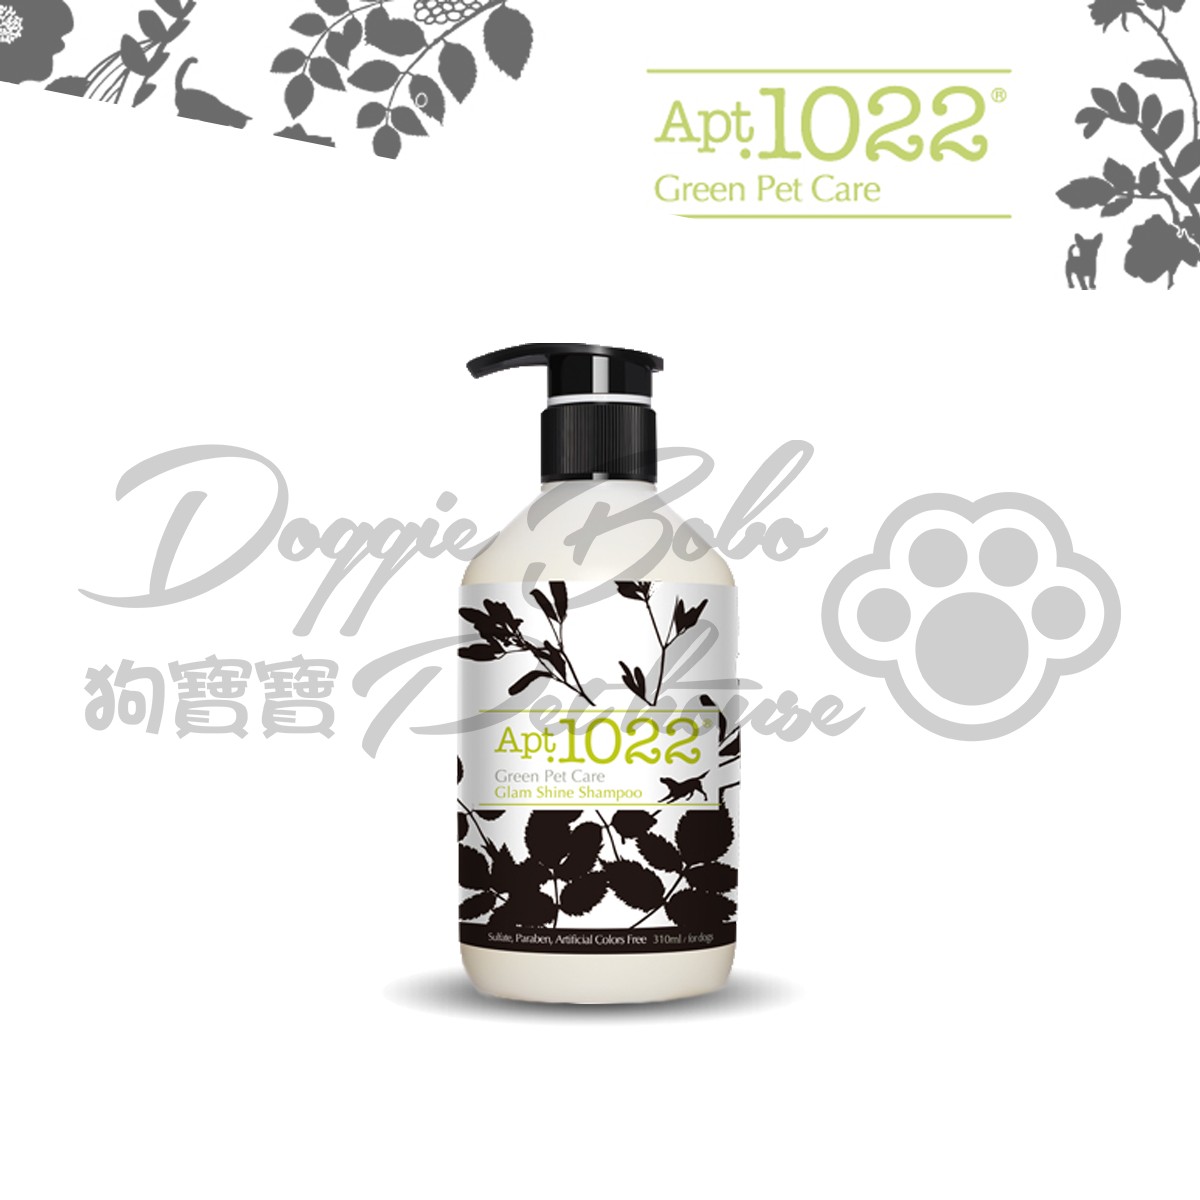 Apt.1022®
Green Pet Care
Doggie Bobo
狗寶寶 Pethouse
Apt.1022®
Green Pet Care
Glam Shine Shampoo
Sulfate, Paraben, Artificial Colors Free 310ml / for dogs